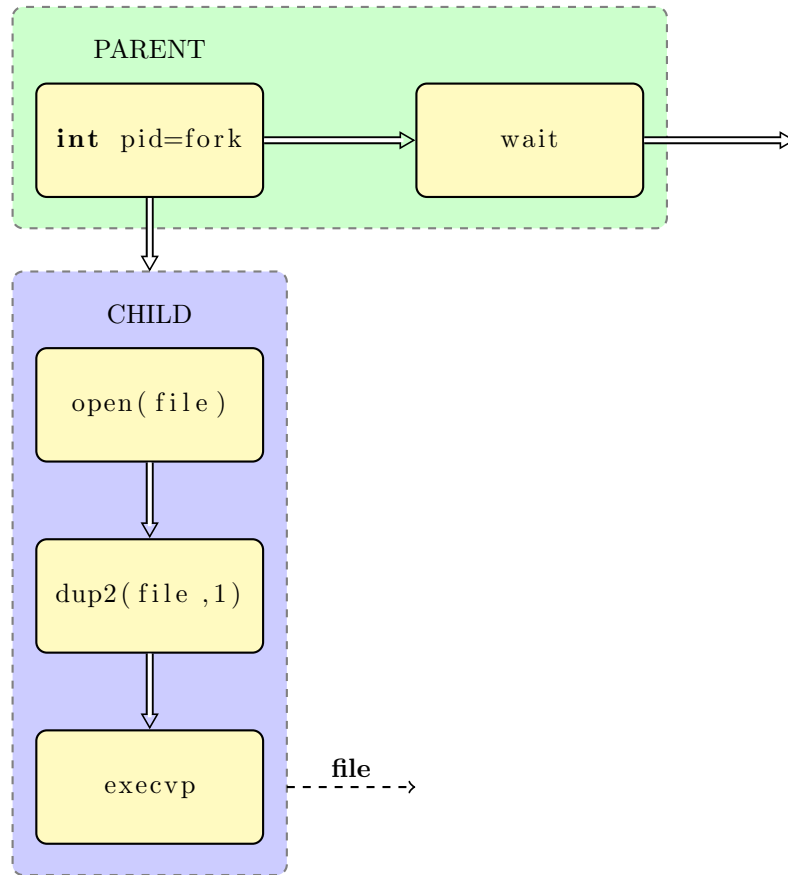 PARENT
int pid=fork
wait
CHILD
open(file)
dup2(file ,1)
execvp
file